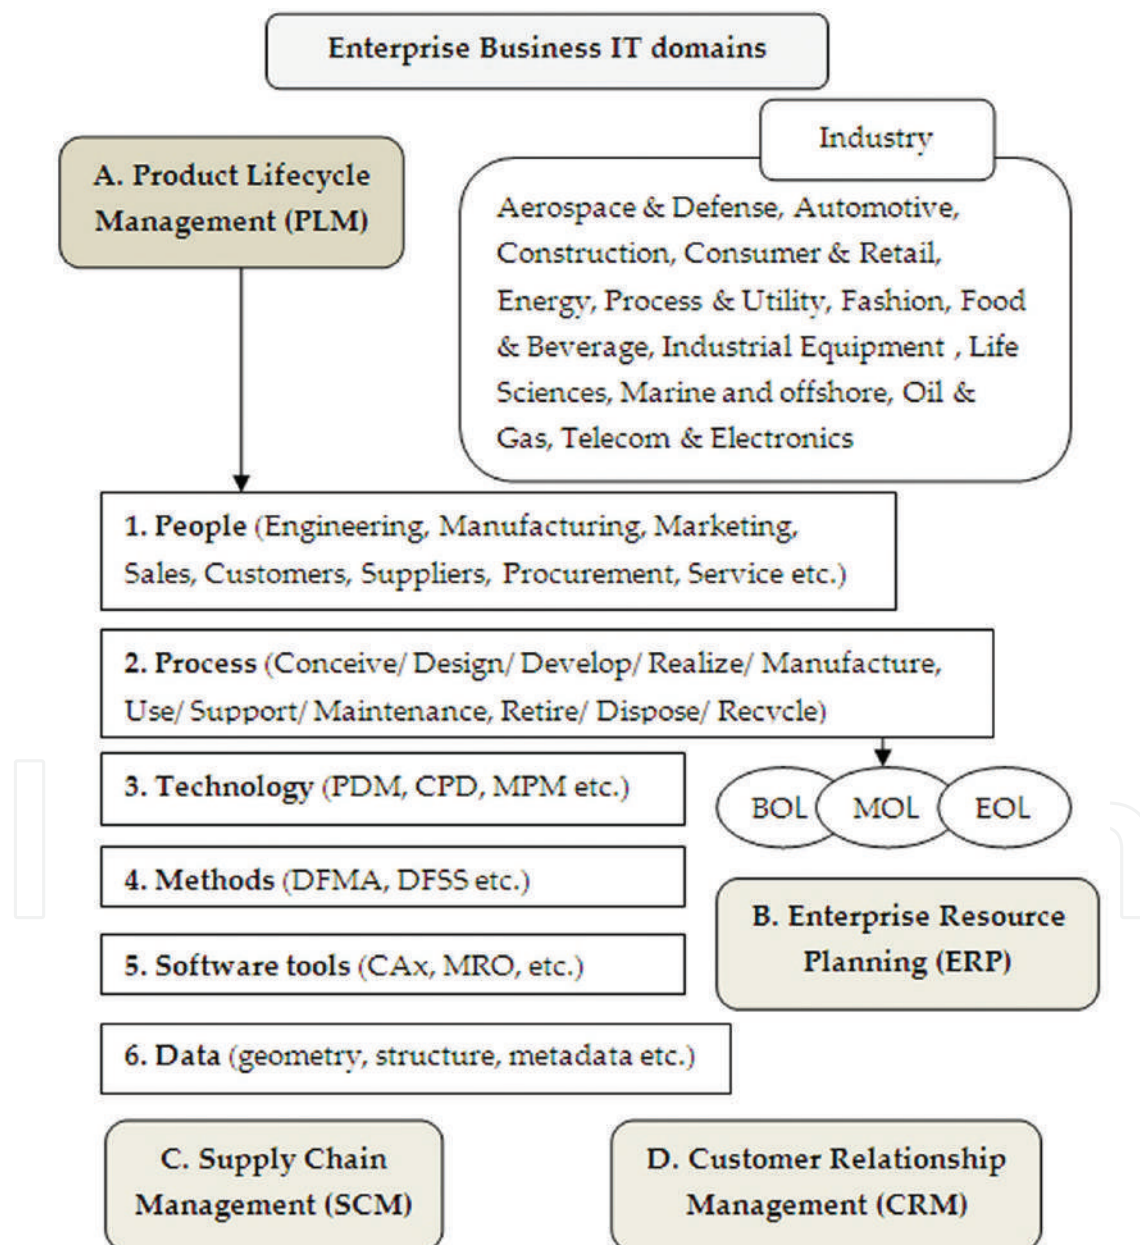 Enterprise Business IT domains
Industry
A. Product Lifecycle
Management (PLM)
Aerospace & Defense, Automotive,
Construction, Consumer & Retail,
Energy, Process & Utility, Fashion, Food
& Beverage, Industrial Equipment , Life
Sciences, Marine and offshore, Oil &
Gas, Telecom & Electronics
1. People (Engineering, Manufacturing, Marketing,
Sales, Customers, Suppliers, Procurement, Service etc.)
2. Process (Conceive/ Design/ Develop/ Realize/ Manufacture,
Use/ Support/ Maintenance, Retire/ Dispose/ Recycle)
3. Technology (PDM, CPD, MPM etc.)
BOL MOL EOL
4. Methods (DFMA, DFSS etc.)
B. Enterprise Resource
Planning (ERP)
5. Software tools (CAx, MRO, etc.)
6. Data (geometry, structure, metadata etc.)
C. Supply Chain
Management (SCM)
D. Customer Relationship
Management (CRM)